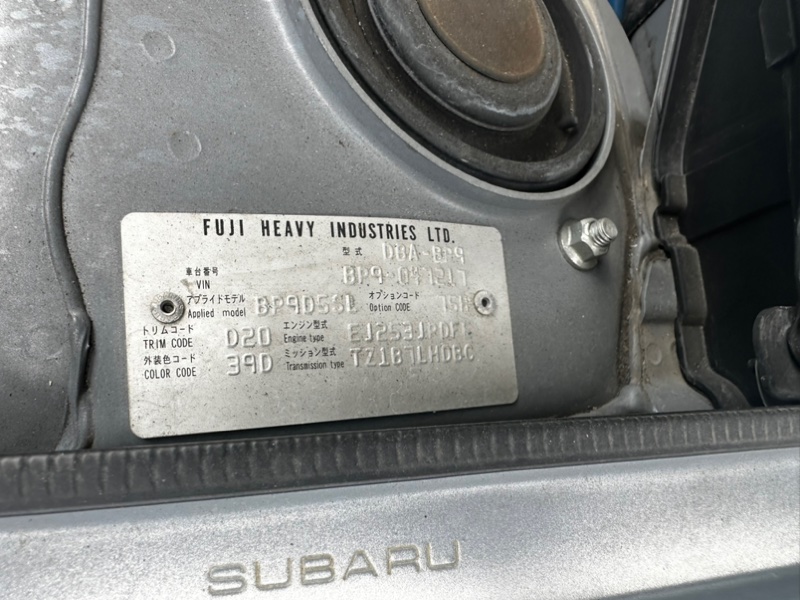 FUJI HEAVY INDUSTRIES LTD.
型式 DBA-BP9
車台番号
VIN
アプライドモデル
Applied model
オプションコード
Option CODE
トリムコード
TRIM CODE D20
エンジン型式
Engine type
外装色コード
COLOR CODE 39D
ミッション型式
Transmission type TZ1B7LHDBC
SUBARU